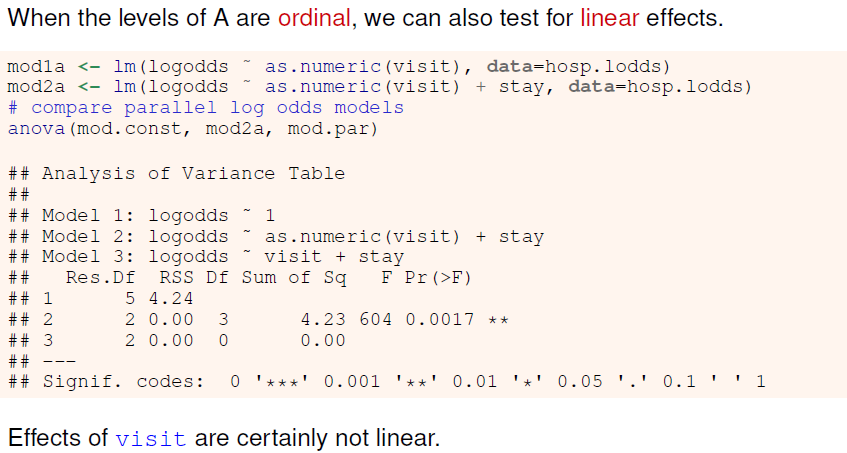 When the levels of A are ordinal, we can also test for linear effects.
mod1a <- lm(logodds ~ as.numeric(visit), data=hosp.lodds)
mod2a <- lm(logodds ~ as.numeric(visit) + stay, data=hosp.lodds)
# compare parallel log odds models
anova(mod.const, mod2a, mod.par)
## Analysis of Variance Table
##
## Model 1: logodds ~ 1
## Model 2: logodds ~ as.numeric(visit) + stay
## Model 3: logodds ~ visit + stay
##   Res.Df  RSS Df Sum of Sq   F Pr(>F)
## 1      5 4.24
## 2      2 0.00  3      4.23 604 0.0017 **
## 3      2 0.00  0      0.00
## ---
## Signif. codes:  0 '***' 0.001 '**' 0.01 '*' 0.05 '.' 0.1 ' ' 1
Effects of visit are certainly not linear.